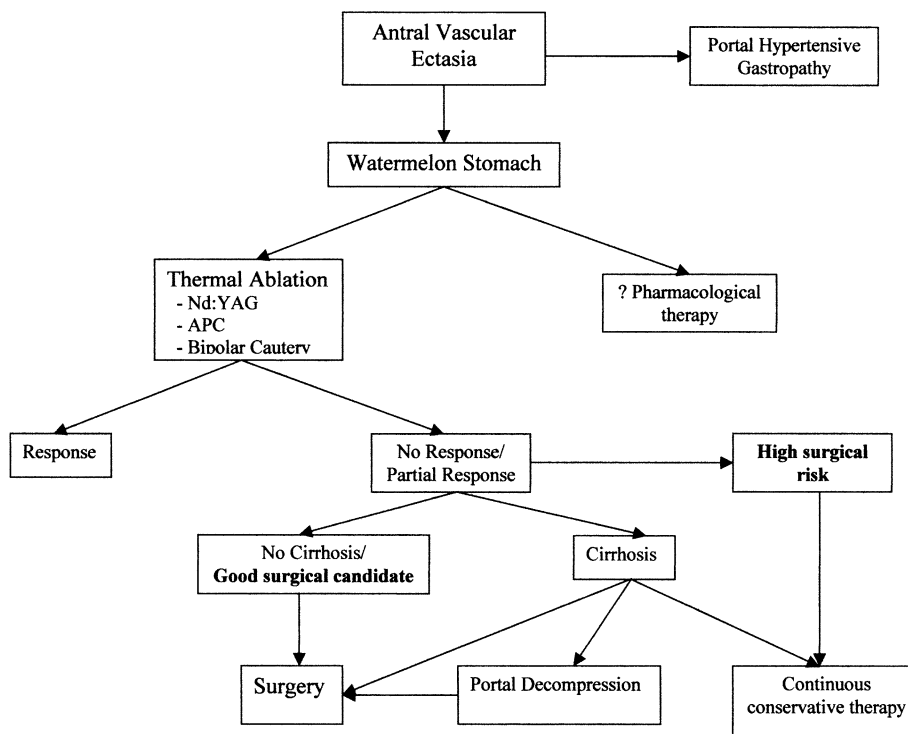 Antral Vascular
Ectasia
Portal Hypertensive
Gastropathy
Watermelon Stomach
Thermal Ablation
- Nd:YAG
- APC
- Bipolar Cautery
? Pharmacological
therapy
Response
No Response/
Partial Response
High surgical
risk
No Cirrhosis/
Good surgical candidate
Cirrhosis
Surgery
Portal Decompression
Continuous
conservative therapy